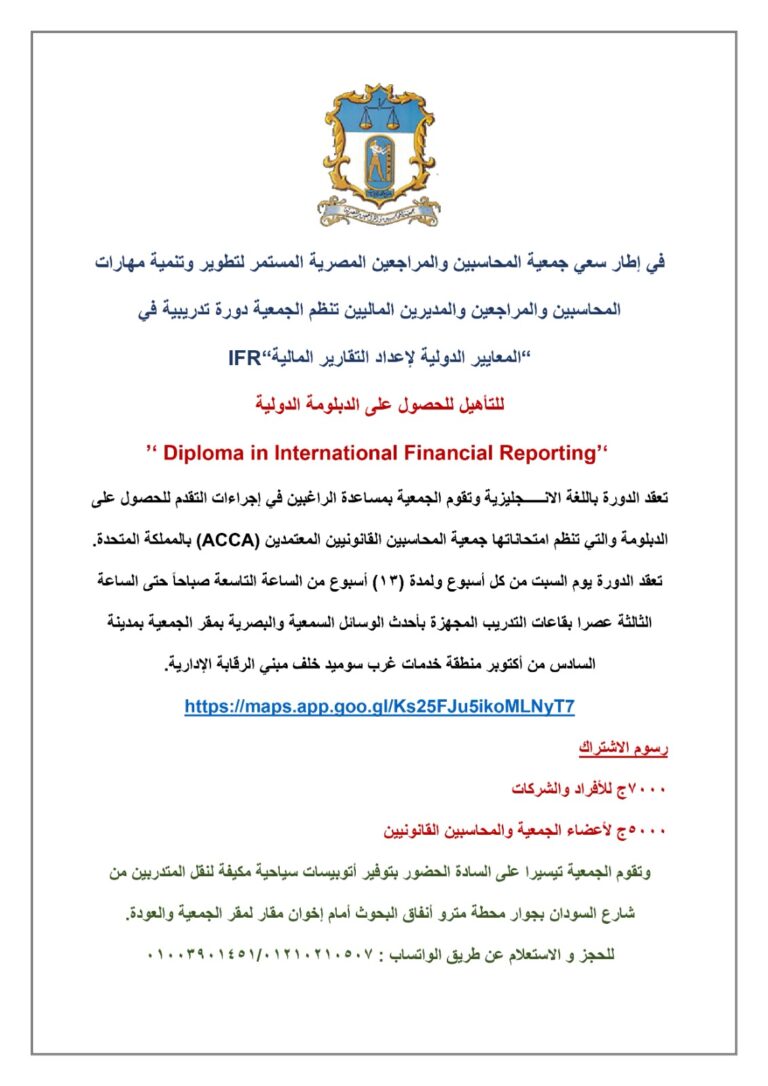 في إطار سعي جمعية المحاسبين والمراجعين المصرية المستمر لتطوير وتنمية مهارات
المحاسبين والمراجعين والمديرين الماليين تنظم الجمعية دورة تدريبية في
“المعايير الدولية لإعداد التقارير المالية“IFR
للتأهيل للحصول على الدبلومة الدولية
’‘ Diploma in International Financial Reporting’‘
تعقد الدورة باللغة الانـــــجليزية وتقوم الجمعية بمساعدة الراغبين في إجراءات التقدم للحصول على
الدبلومة والتي تنظم امتحاناتها جمعية المحاسبين القانونيين المعتمدين (ACCA) بالمملكة المتحدة.
تعقد الدورة يوم السبت من كل أسبوع ولمدة (١٣) أسبوع من الساعة التاسعة صباحاً حتى الساعة
الثالثة عصرا بقاعات التدريب المجهزة بأحدث الوسائل السمعية والبصرية بمقر الجمعية بمدينة
السادس من أكتوبر منطقة خدمات غرب سوميد خلف مبني الرقابة الإدارية.
https://maps.app.goo.gl/Ks25FJu5ikoMLNyT7
رسوم الاشتراك
٧٠٠٠ج للأفراد والشركات
٥٠٠٠ج لأعضاء الجمعية والمحاسبين القانونيين
وتقوم الجمعية تيسيرا على السادة الحضور بتوفير أتوبيسات سياحية مكيفة لنقل المتدربين من
شارع السودان بجوار محطة مترو أنفاق البحوث أمام إخوان مقار لمقر الجمعية والعودة.
للحجز و الاستعلام عن طريق الواتساب : ٠١٠٠٣٩٠١٤٥١/٠١٢١٠٢١٠٥٠٧